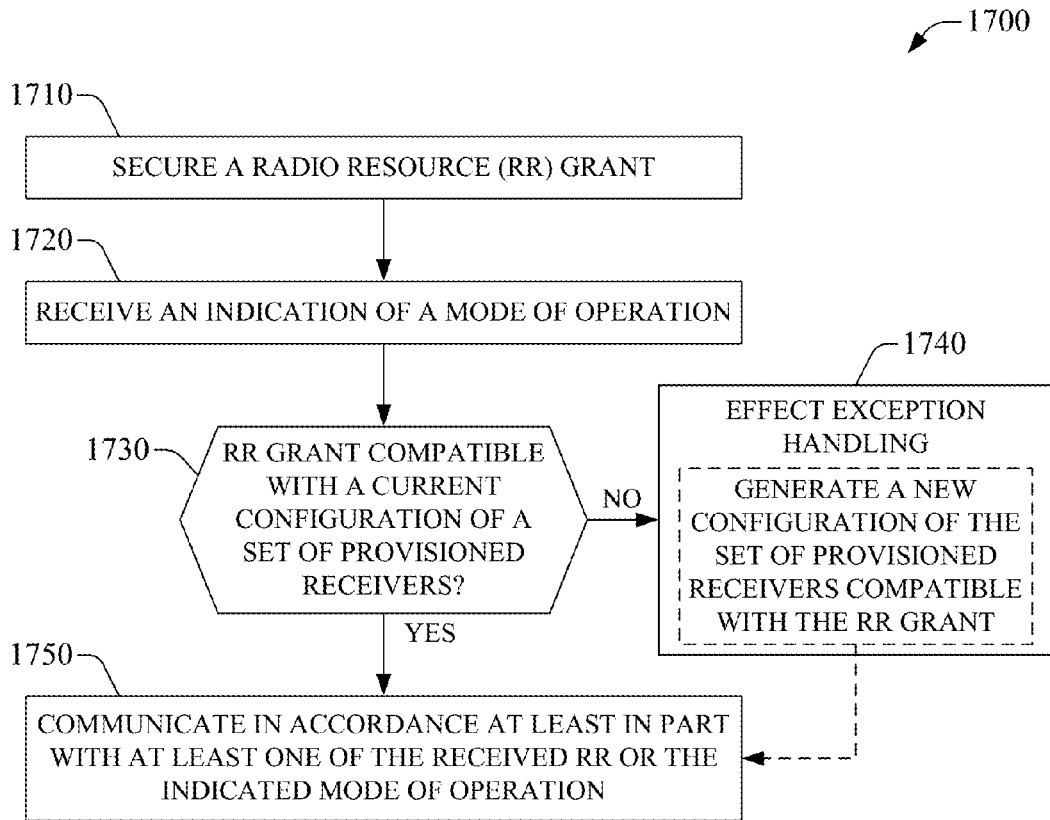 1700
1710
SECURE A RADIO RESOURCE (RR) GRANT
1720
RECEIVE AN INDICATION OF A MODE OF OPERATION
1730
RR GRANT COMPATIBLE
WITH A CURRENT
CONFIGURATION OF A
SET OF PROVISIONED
RECEIVERS?
NO
YES
1740
EFFECT EXCEPTION
HANDLING
GENERATE A NEW
CONFIGURATION OF THE
SET OF PROVISIONED
RECEIVERS COMPATIBLE
WITH THE RR GRANT
1750
COMMUNICATE IN ACCORDANCE AT LEAST IN PART
WITH AT LEAST ONE OF THE RECEIVED RR OR THE
INDICATED MODE OF OPERATION